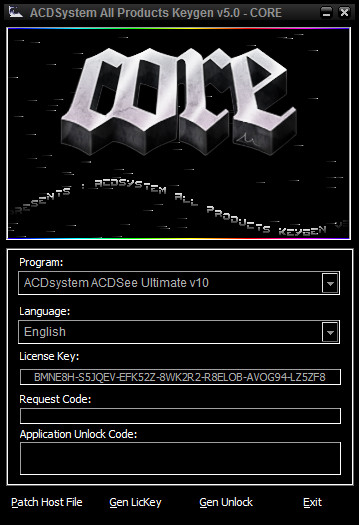 ACDSystem All Products Keygen v5.0 - CORE
core
ESENTS : ACDSYSTEM ALL PRODUCTS KEYGEN
Program:
ACDsystem ACDSee Ultimate v10
Language:
English
License Key:
BMNE8H-S5JQEV-EFK52Z-8WK2R2-R8ELOB-AVOG94-LZ5ZF8
Request Code:
Application Unlock Code:
Patch Host File Gen LicKey Gen Unlock Exit